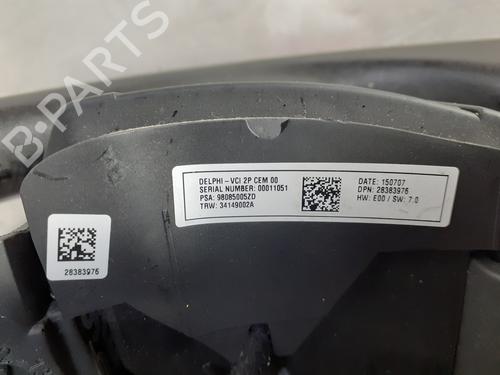 B-PARTS
DELPHI - VCI 2P CEM 00
SERIAL NUMBER: 00011051
PSA: 98085005ZD
TRW: 34149002A
DATE: 150707
DPN: 28383976
HW: E00 / SW: 7.0
28383976